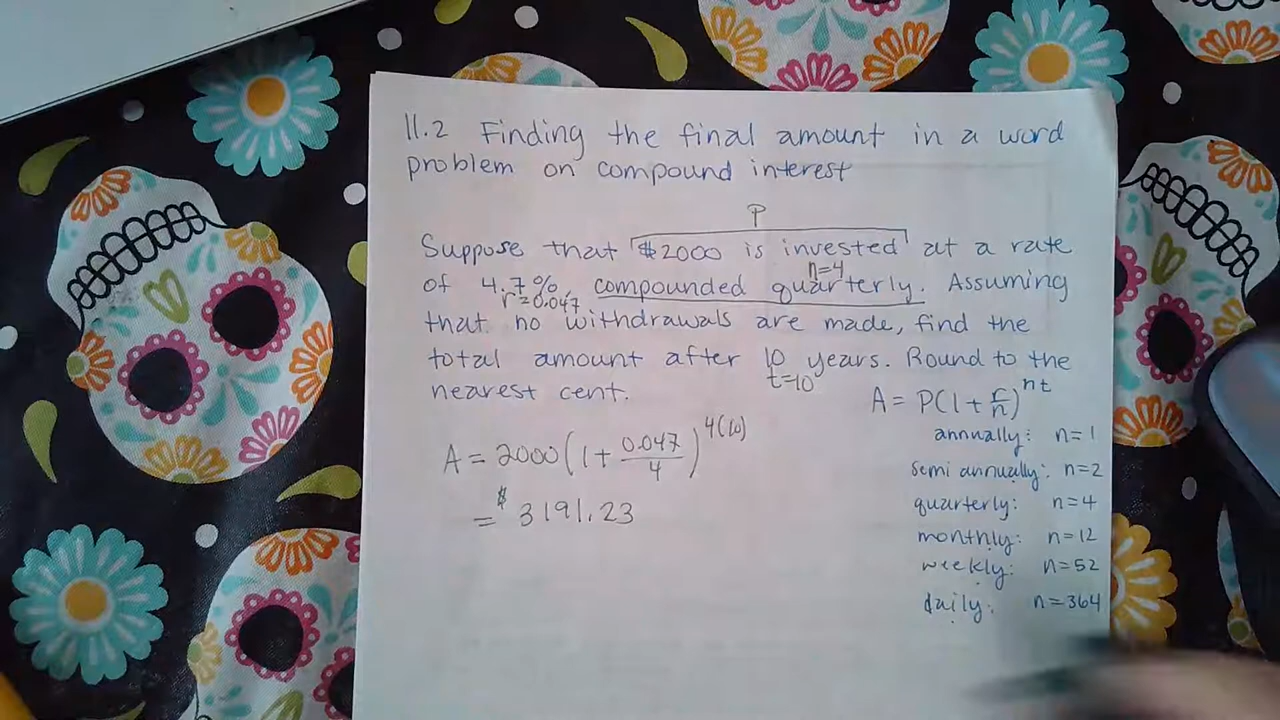 11.2 Finding the final amount in a word
problem on compound interest
P
Suppose that $2000 is invested at a rate
n=4
of 4.7% compounded quarterly. Assuming
r=0.047
that no withdrawals are made, find the
total amount after 10 years. Round to the
t=10
nearest cent.
A = P(1+r/n)^nt
annually: n=1
A = 2000(1+0.047/4)^4(10)
semi annually: n=2
= $3191.23
quarterly: n=4
monthly: n=12
weekly: n=52
daily: n=364